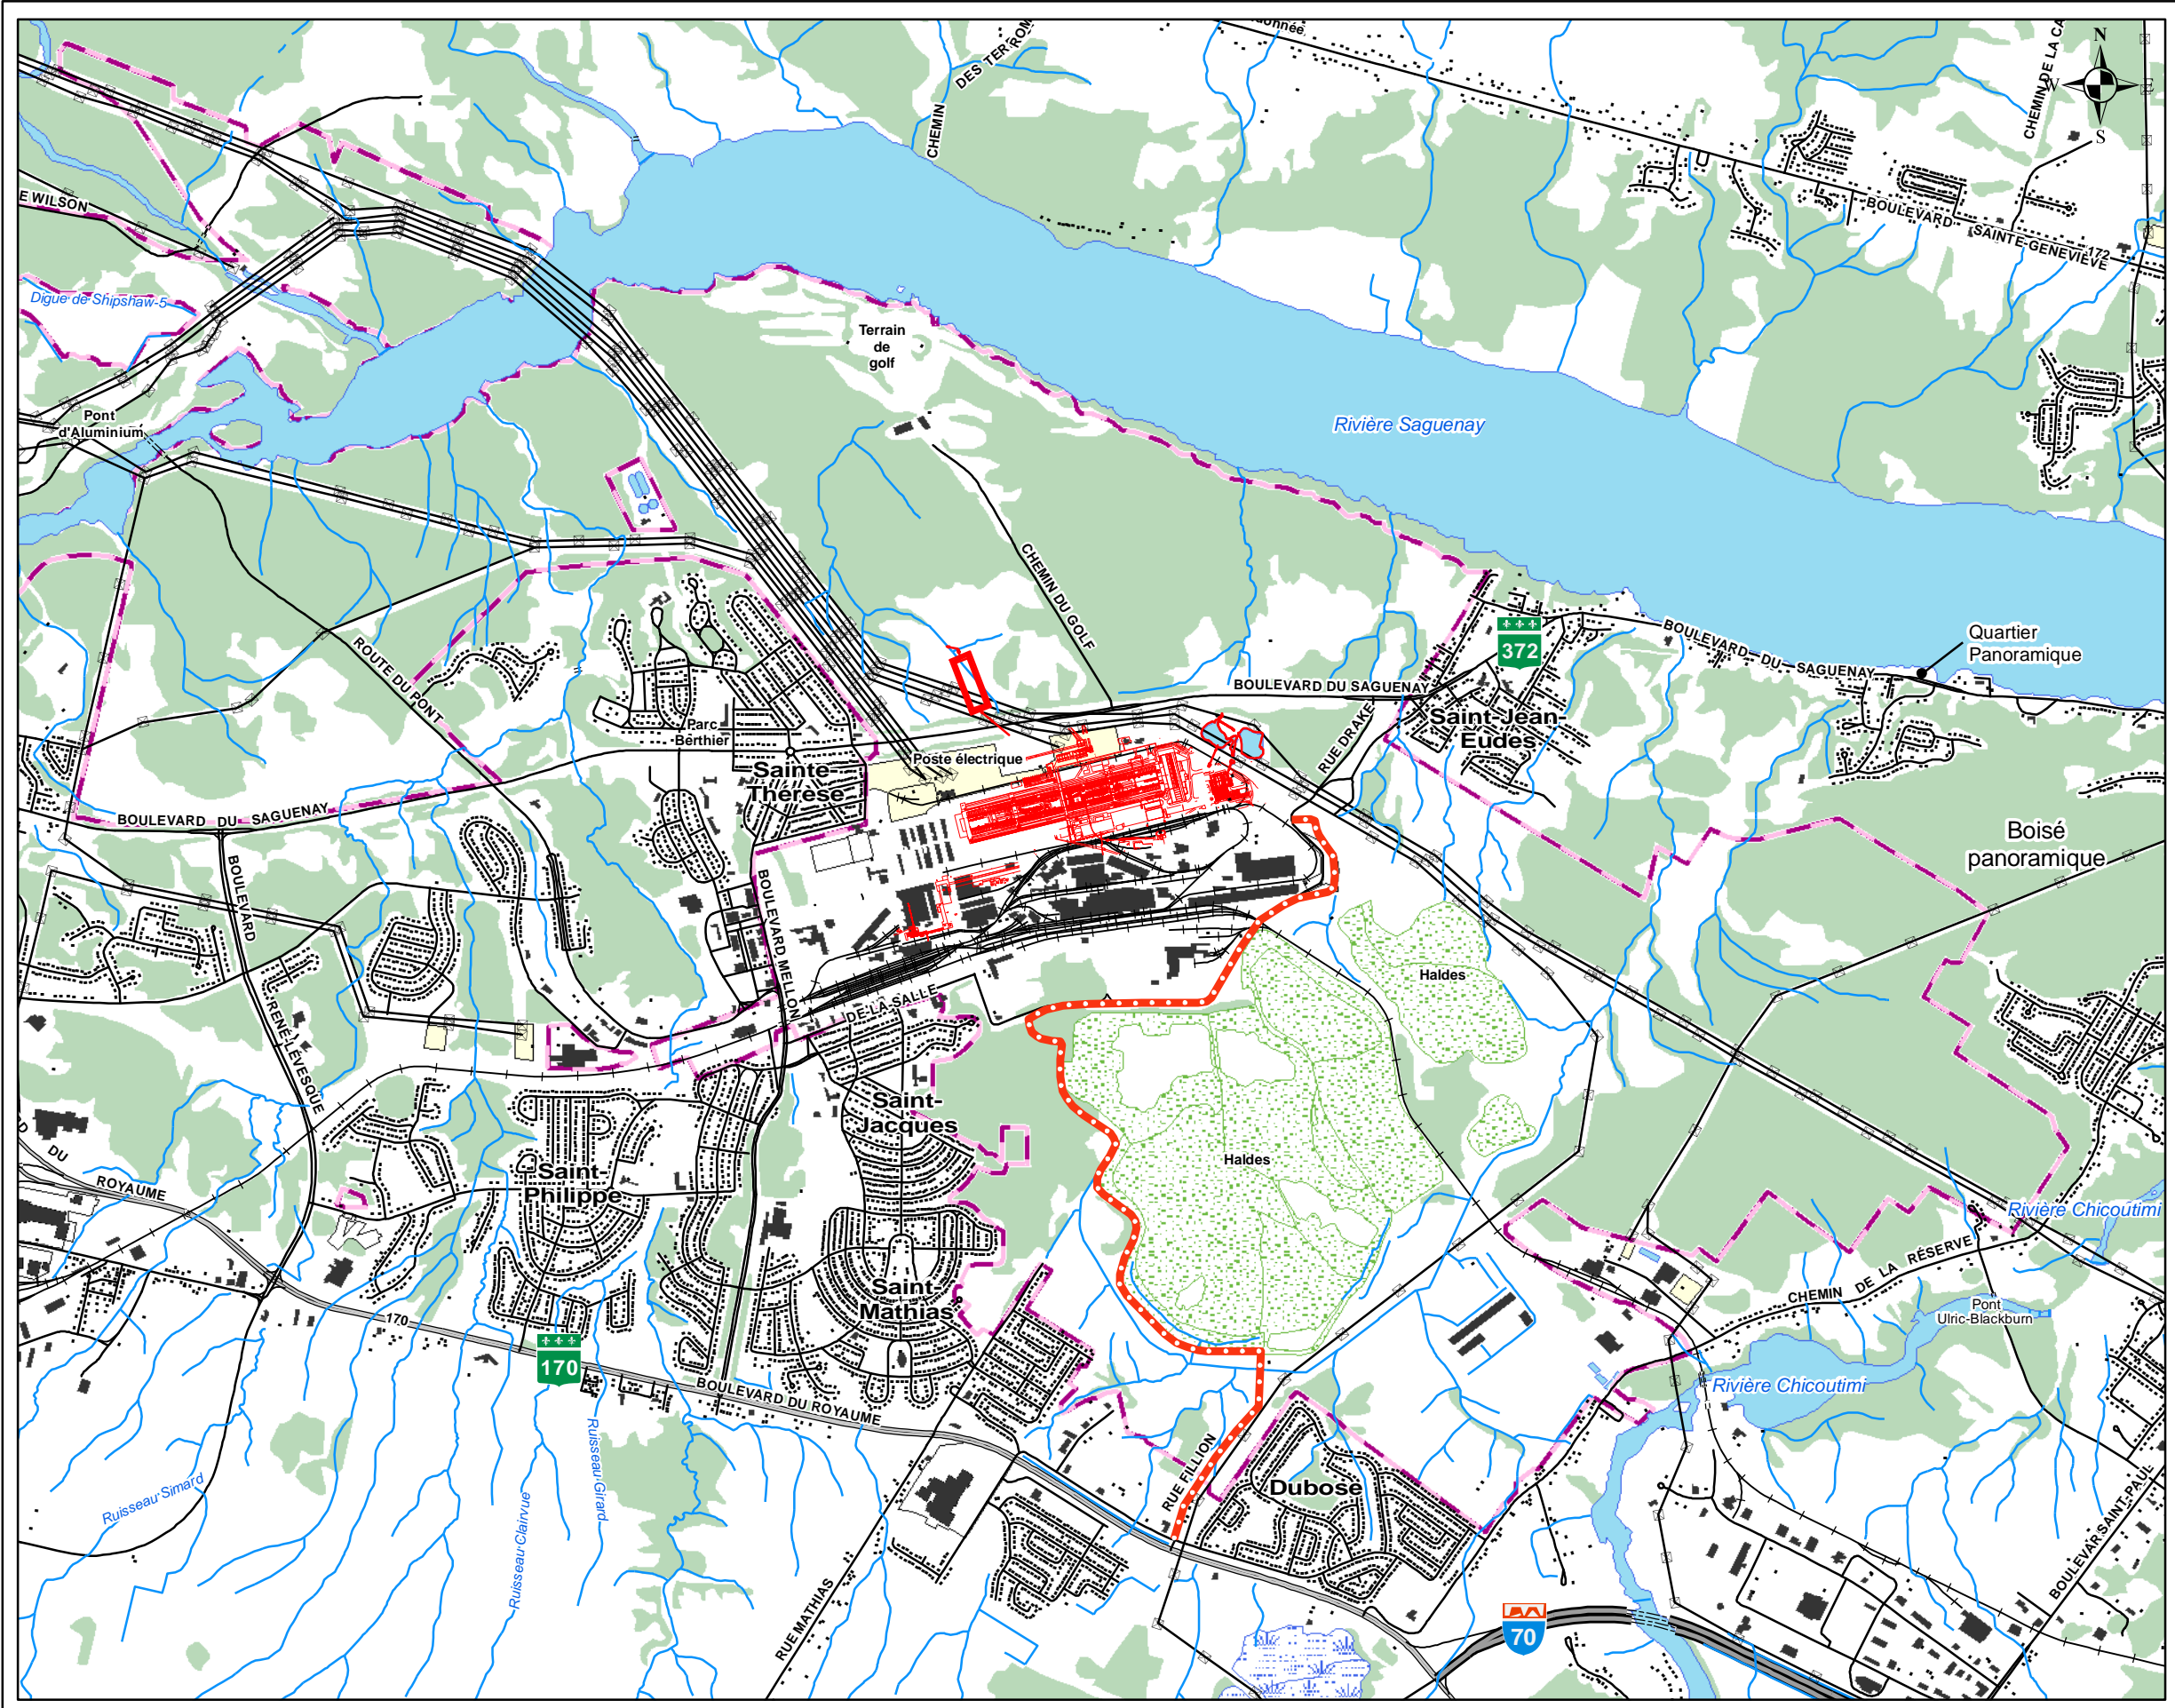 CHEMIN
DES TERR
N
W
E
S
CHEMIN DE LA CA
E WILSON
BOULEVARD SAINTE-GENEVIÈVE
172
Digue de Shipshaw-5
Terrain
de
golf
Pont
d'Aluminium
Rivière Saguenay
CHEMIN DU GOLF
ROUTE DU PONT
372
BOULEVARD DU SAGUENAY
Quartier
Panoramique
BOULEVARD DU SAGUENAY
Saint-Jean-
Eudes
RUE DRAKE
Parc
Berthier
Poste électrique
Sainte
Thérèse
BOULEVARD DU SAGUENAY
Boisé
panoramique
BOULEVARD
RENÉ-LÉVESQUE
BOULEVARD MELLON
DE LA SALLE
Haldes
Saint-
Jacques
Haldes
DU
ROYAUME
Saint-
Philippe
Rivière Chicoutimi
CHEMIN DE LA RÉSERVE
Saint
Mathias
Pont
Ulric-Blackburn
170
170
BOULEVARD DU ROYAUME
Rivière Chicoutimi
Ruisseau Simard
Ruisseau Clairvue
Ruisseau Girard
RUE FILLION
Dubose
RUE MATHIAS
BOULEVAR SAINT-PAUL
70